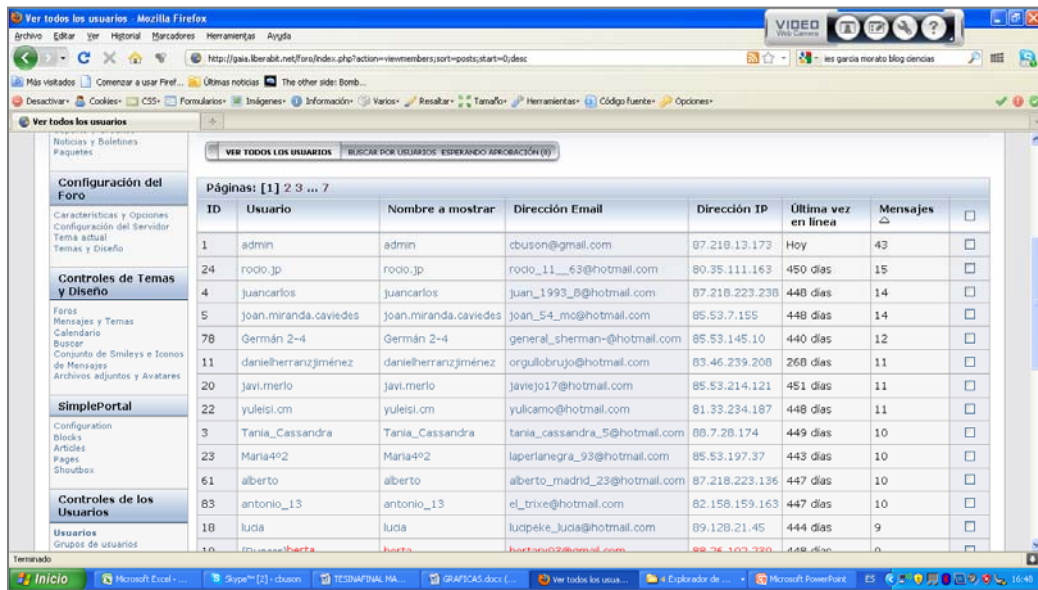 Ver todos los usuarios - Mozilla Firefox
VIDEO
Web Camera
Archivo Editar Ver Historial Marcadores Herramientas Ayuda
http://gaia.liberabit.net/foro/index.php?action=viewmembers;sort=posts;start=0;desc
ies garcia morato blog ciencias
Más visitados Comenzar a usar Firef... Últimas noticias The other side: Bomb...
Desactivar Cookies CSS Formularios Imágenes Información Varios Resaltar Tamaño Herramientas Código fuente Opciones
Ver todos los usuarios
Noticias y Boletines
Paquetes
VER TODOS LOS USUARIOS BUSCAR POR USUARIOS ESPERANDO APROBACIÓN (0)
Configuración del Foro
Características y Opciones
Configuración del Servidor
Tema actual
Temas y Diseño
Controles de Temas y Diseño
Foros
Mensajes y Temas
Calendario
Buscar
Conjunto de Smileys e Iconos de Mensajes
Archivos adjuntos y Avatares
SimplePortal
Configuration
Blocks
Articles
Pages
Shoutbox
Controles de los Usuarios
Usuarios
Grupos de usuarios
Páginas: [1] 2 3 ... 7
ID Usuario Nombre a mostrar Dirección Email Dirección IP Última vez en línea Mensajes
1 admin admin cbuson@gmail.com 87.218.13.173 Hoy 43
24 rocio.jp rocio.jp rocio_11__63@hotmail.com 80.35.111.163 450 días 15
4 juancarlos juancarlos juan_1993_8@hotmail.com 87.218.223.238 448 días 14
5 joan.miranda.caviedes joan.miranda.caviedes joan_54_mc@hotmail.com 85.53.7.155 448 días 14
78 Germán 2-4 Germán 2-4 general_sherman-@hotmail.com 85.53.145.10 440 días 12
11 danielherranzjiménez danielherranzjiménez orgullobrujo@hotmail.com 83.46.239.208 268 días 11
20 javi.merlo javi.merlo javiejo17@hotmail.com 85.53.214.121 451 días 11
22 yuleisi.cm yuleisi.cm yulicamo@hotmail.com 81.33.234.187 448 días 11
3 Tania_Cassandra Tania_Cassandra tania_cassandra_5@hotmail.com 88.7.28.174 449 días 10
23 Maria4º2 Maria4º2 laperlanegra_93@hotmail.com 85.53.197.37 443 días 10
61 alberto alberto alberto_madrid_23@hotmail.com 87.218.223.136 447 días 10
83 antonio_13 antonio_13 el_trixe@hotmail.com 82.158.159.163 447 días 10
18 lucia lucia lucipeke_lucia@hotmail.com 89.128.21.45 444 días 9
berta berta 448 días
Terminado
Inicio Microsoft Excel - ... Skype™ [2] - cbuson TESINAFINAL MA... GRAFICAS.docx (... Ver todos los usua... 4 Explorador de ... Microsoft PowerPoint ES 16:48